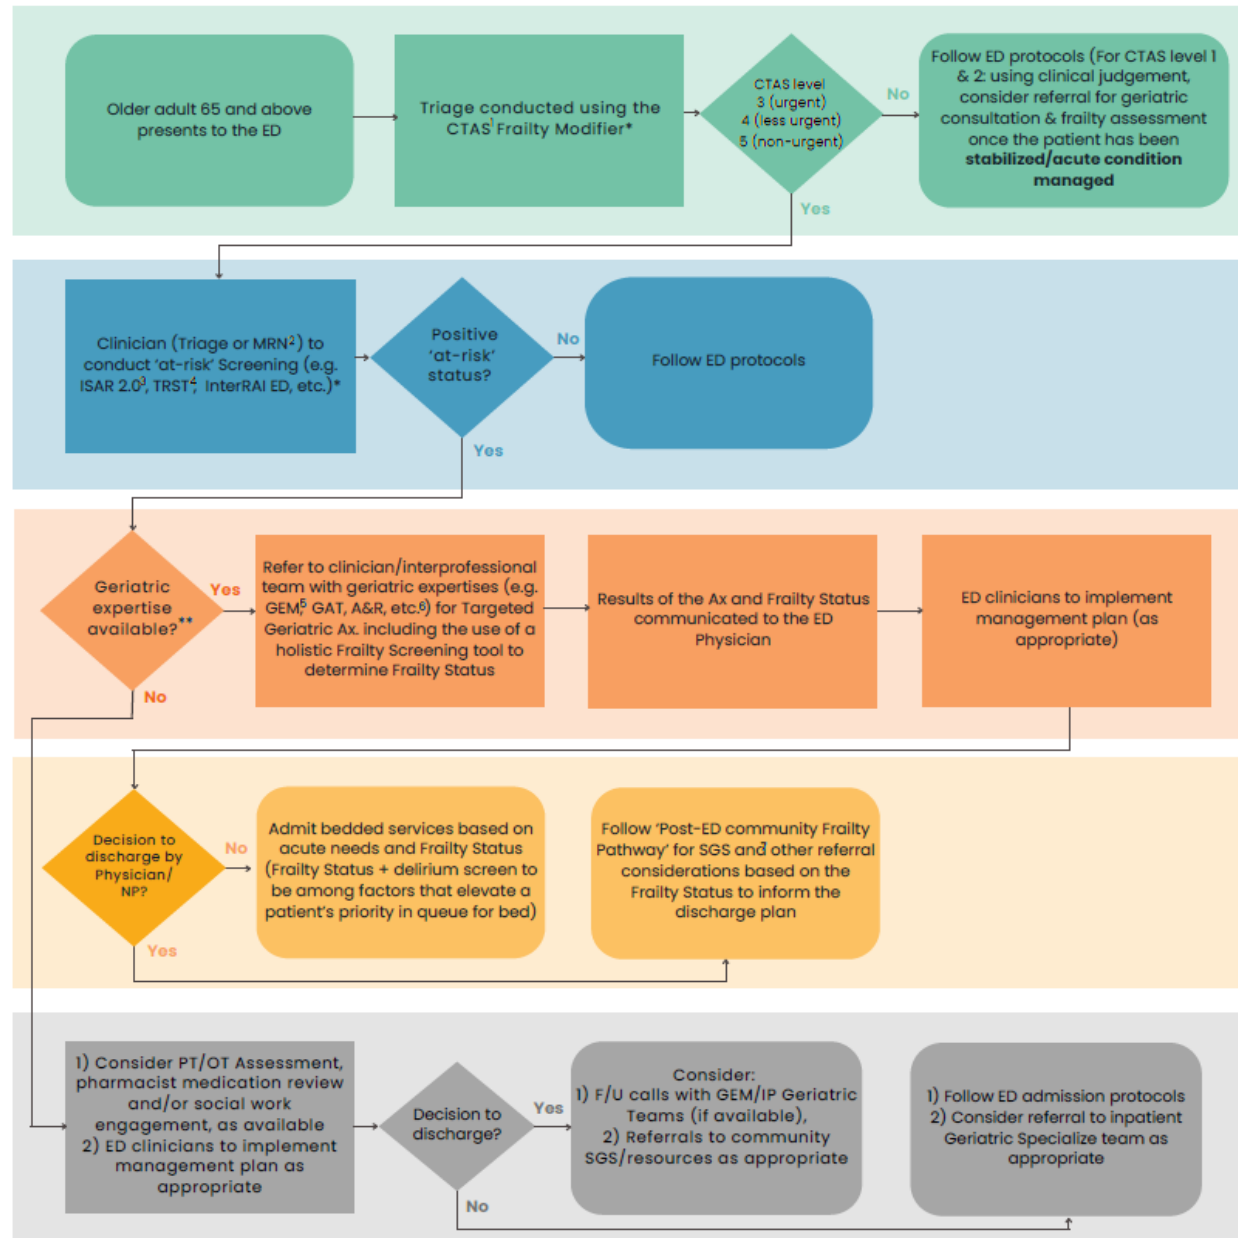 Older adult 65 and above
presents to the ED
Triage conducted using the
CTAS¹ Frailty Modifier*
CTAS level
3 (urgent)
4 (less urgent)
5 (non-urgent)
No
Yes
Follow ED protocols (For CTAS level 1
& 2: using clinical judgement,
consider referral for geriatric
consultation & frailty assessment
once the patient has been
stabilized/acute condition
managed
Clinician (Triage or MRN²) to
conduct ‘at-risk’ Screening (e.g.
ISAR 2.0³, TRST⁴, InterRAI ED, etc.)*
Positive
‘at-risk’
status?
No
Yes
Follow ED protocols
Geriatric
expertise
available?**
Yes
No
Refer to clinician/interprofessional
team with geriatric expertises (e.g.
GEM,⁵ GAT, A&R, etc.⁶) for Targeted
Geriatric Ax. including the use of a
holistic Frailty Screening tool to
determine Frailty Status
Results of the Ax and Frailty Status
communicated to the ED
Physician
ED clinicians to implement
management plan (as
appropriate)
Decision to
discharge by
Physician/
NP?
No
Yes
Admit bedded services based on
acute needs and Frailty Status
(Frailty Status + delirium screen to
be among factors that elevate a
patient’s priority in queue for bed)
Follow ‘Post-ED community Frailty
Pathway’ for SGS and⁷ other referral
considerations based on the
Frailty Status to inform the
discharge plan
1) Consider PT/OT Assessment,
pharmacist medication review
and/or social work
engagement, as available
2) ED clinicians to implement
management plan as
appropriate
Decision to
discharge?
Yes
No
Consider:
1) F/U calls with GEM/IP Geriatric
Teams (if available),
2) Referrals to community
SGS/resources as appropriate
1) Follow ED admission protocols
2) Consider referral to inpatient
Geriatric Specialize team as
appropriate